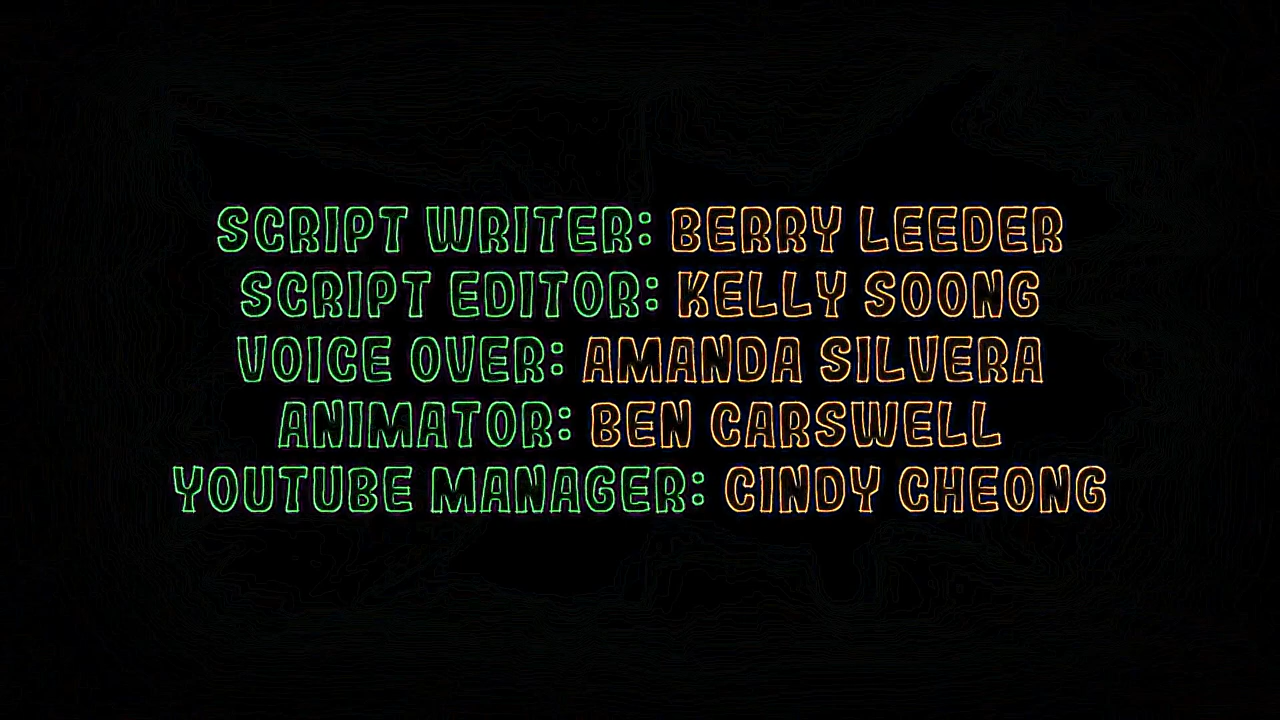 SCRIPT WRITER: BERRY LEEDER
SCRIPT EDITOR: KELLY SOONG
VOICE OVER: AMANDA SILVERA
ANIMATOR: BEN CARSWELL
YOUTUBE MANAGER: CINDY CHEONG